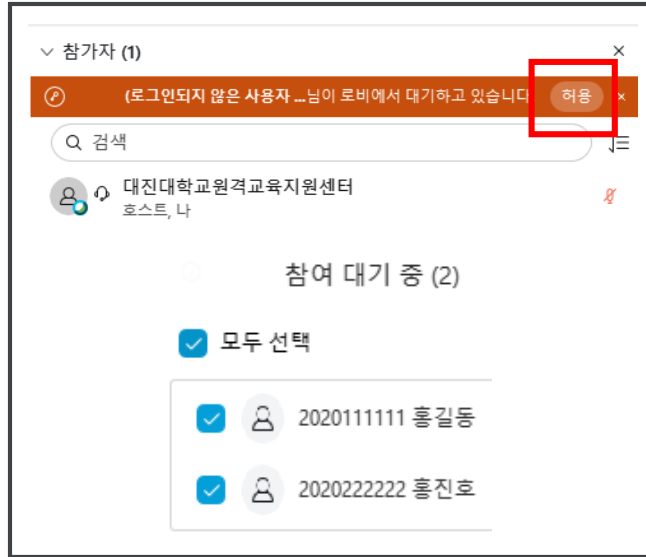 참가자 (1)
(로그인되지 않은 사용자 ...님이 로비에서 대기하고 있습니다 허용
검색
대진대학교원격교육지원센터
호스트, 나
참여 대기 중 (2)
모두 선택
2020111111 홍길동
2020222222 홍진호